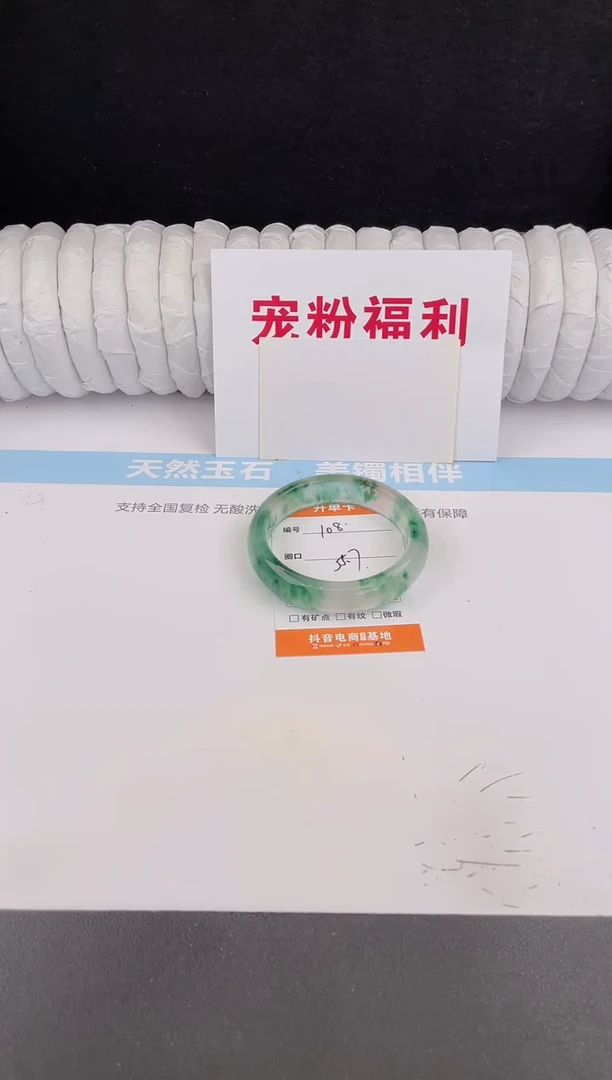 宠粉福利
天然玉石 美镯相伴
支持全国复检 无酸洗 有保障
开单卡
编号 108
圈口 55.7
有矿点 有纹 微瑕
抖音电商 基地